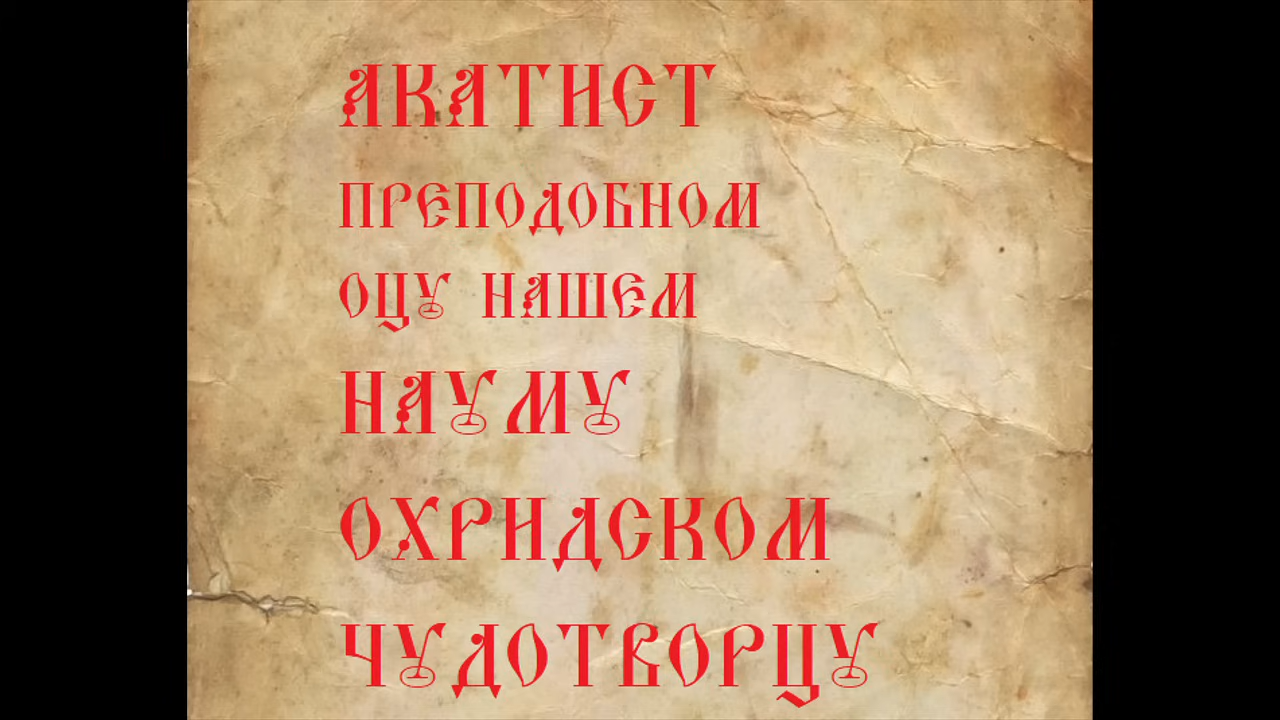 АКАТИСТ
ПРЕПОДОБНОМ
ОЦУ НАШЕМ
НАУМУ
ОХРИДСКОМ
ЧУДОТВОРЦУ